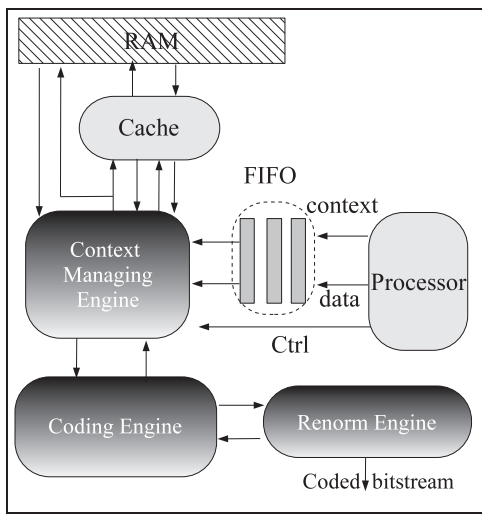 RAM
Cache
FIFO
context
Context
Managing
Engine
Processor
data
Ctrl
Coding Engine
Renorm Engine
Coded bitstream